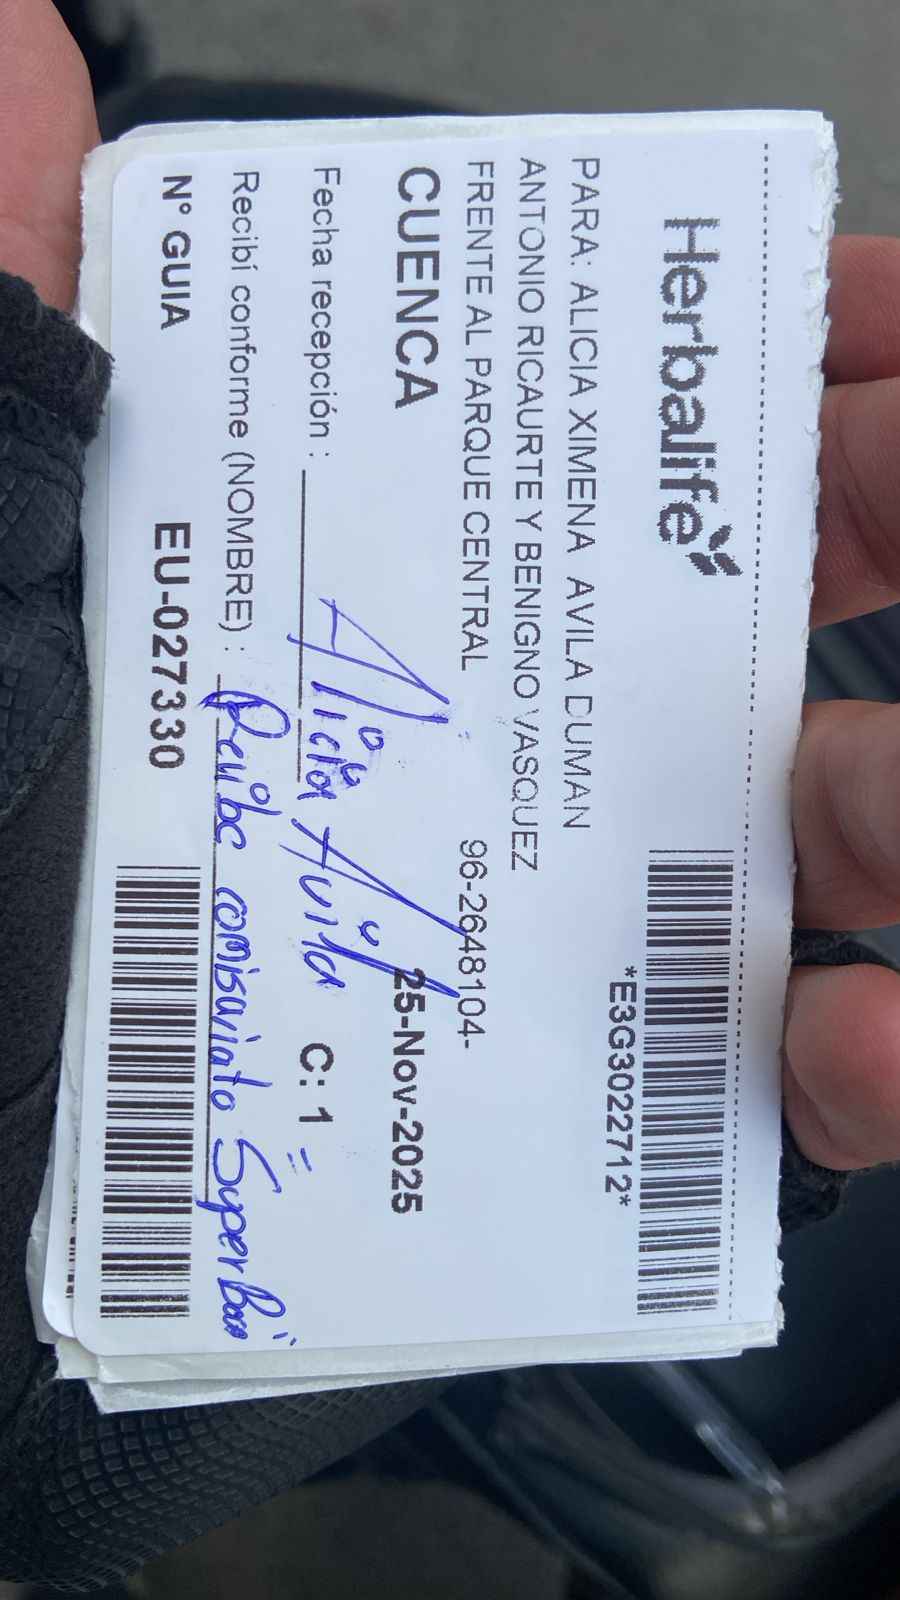 Herbalife
*E3G3022712*
PARA: ALICIA XIMENA AVILA DUMAN
ANTONIO RICAURTE Y BENIGNO VASQUEZ
FRENTE AL PARQUE CENTRAL 96-2648104-
CUENCA 25-Nov-2025
Fecha recepción : Alicia Avila C: 1
Recibí conforme (NOMBRE) : Recibe comisariato Super
N° GUIA EU-027330